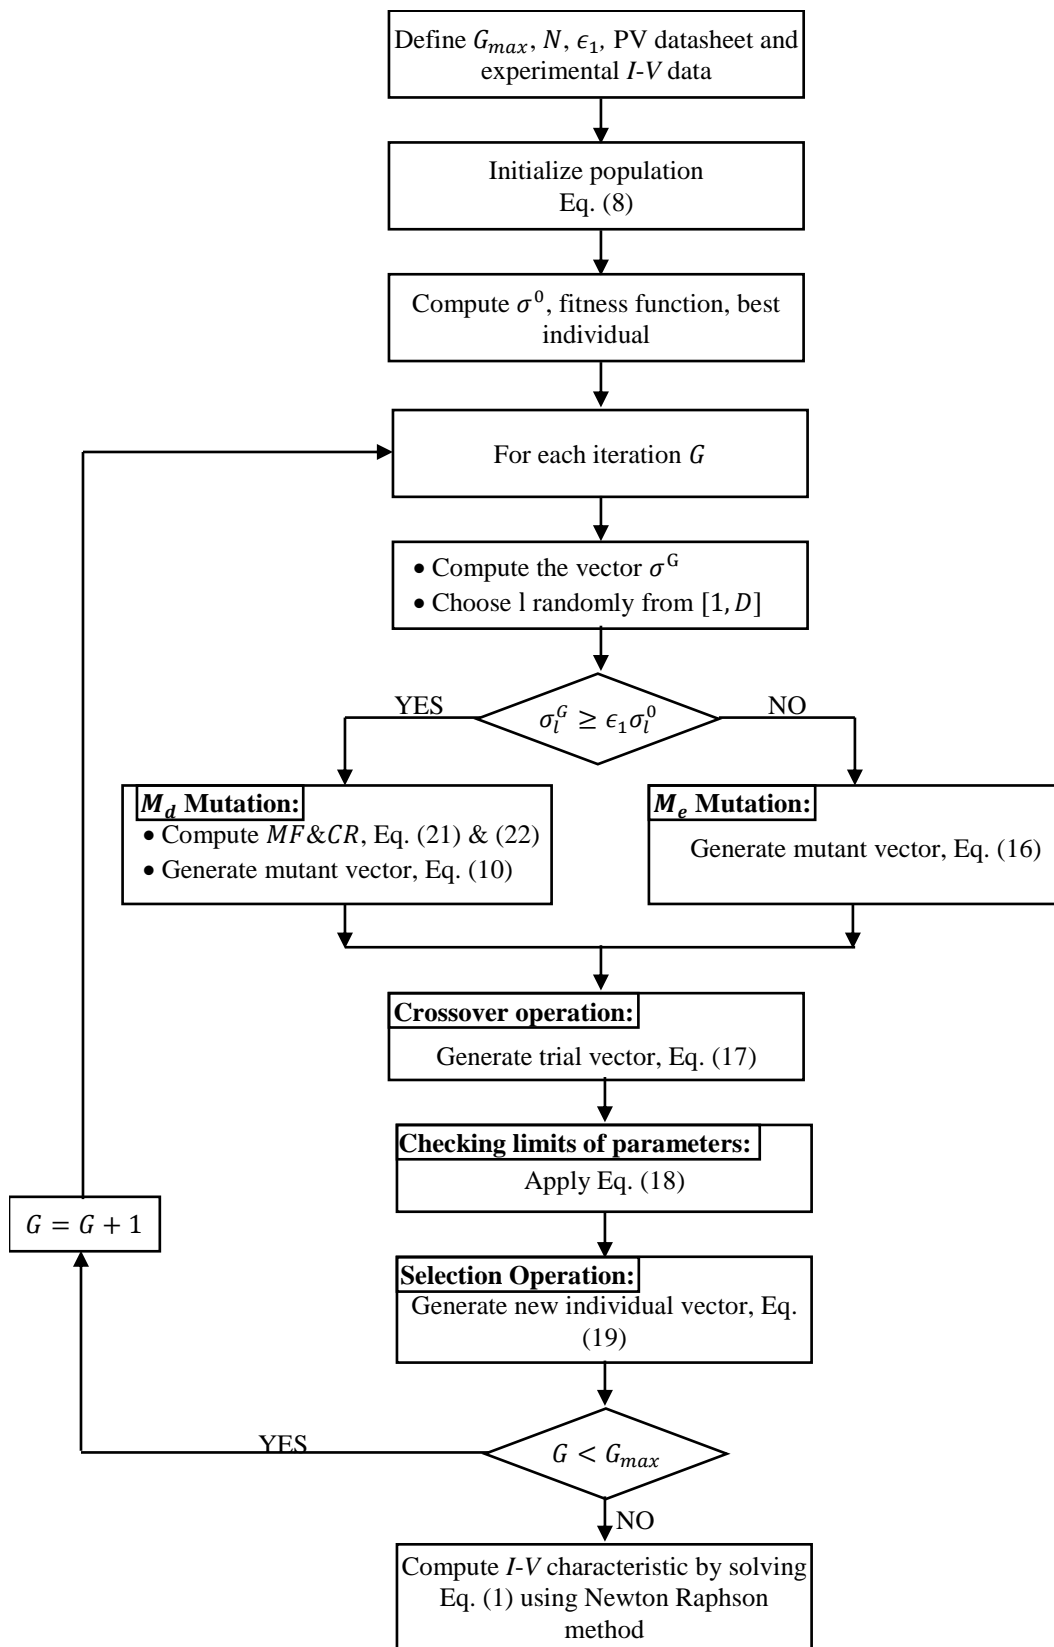 Define G_max, N, ϵ₁, PV datasheet and
experimental I-V data
Initialize population
Eq. (8)
Compute σ⁰, fitness function, best
individual
For each iteration G
• Compute the vector σ^G
• Choose l randomly from [1, D]
YES
σ_l^G ≥ ϵ₁σ_l^0
NO
M_d Mutation:
• Compute MF&CR, Eq. (21) & (22)
• Generate mutant vector, Eq. (10)
M_e Mutation:
Generate mutant vector, Eq. (16)
Crossover operation:
Generate trial vector, Eq. (17)
Checking limits of parameters:
Apply Eq. (18)
G = G + 1
Selection Operation:
Generate new individual vector, Eq.
(19)
YES
G < G_max
NO
Compute I-V characteristic by solving
Eq. (1) using Newton Raphson
method